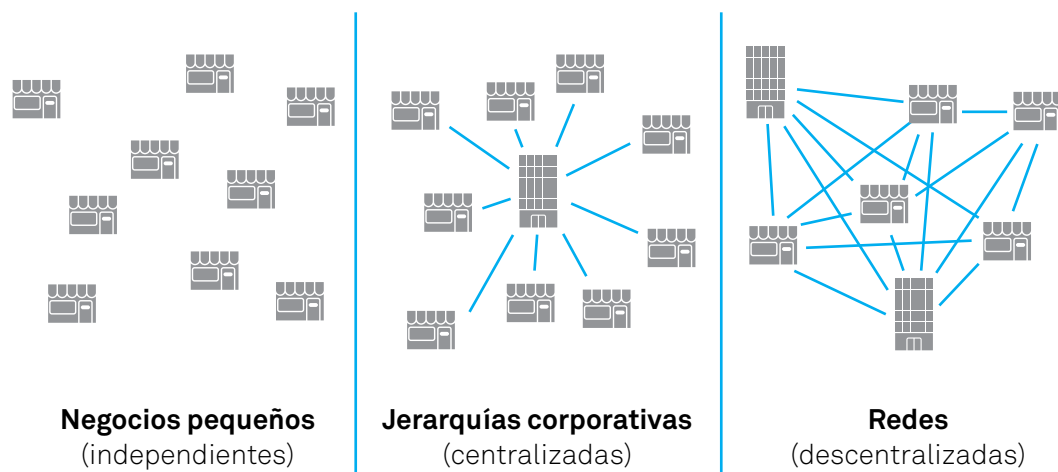 Negocios pequeños
(independientes)
Jerarquías corporativas
(centralizadas)
Redes
(descentralizadas)